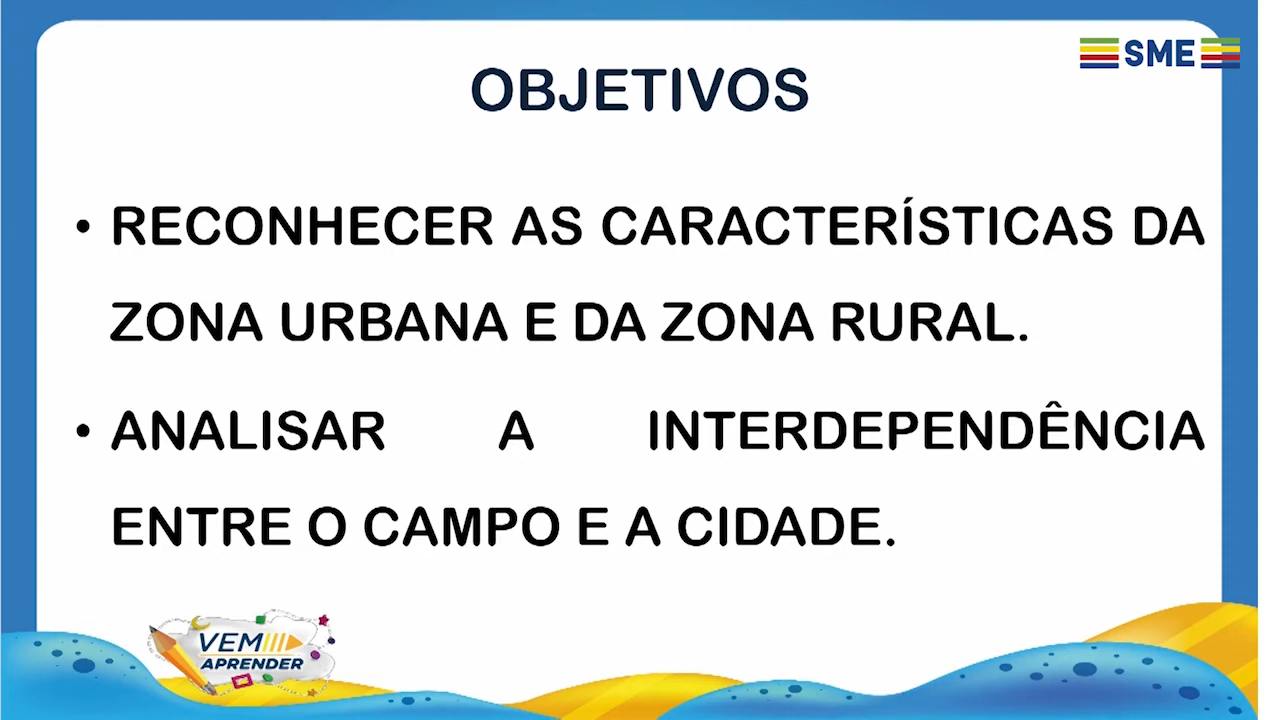 SME
OBJETIVOS
• RECONHECER AS CARACTERÍSTICAS DA
ZONA URBANA E DA ZONA RURAL.
• ANALISAR A INTERDEPENDÊNCIA
ENTRE O CAMPO E A CIDADE.
VEM
APRENDER